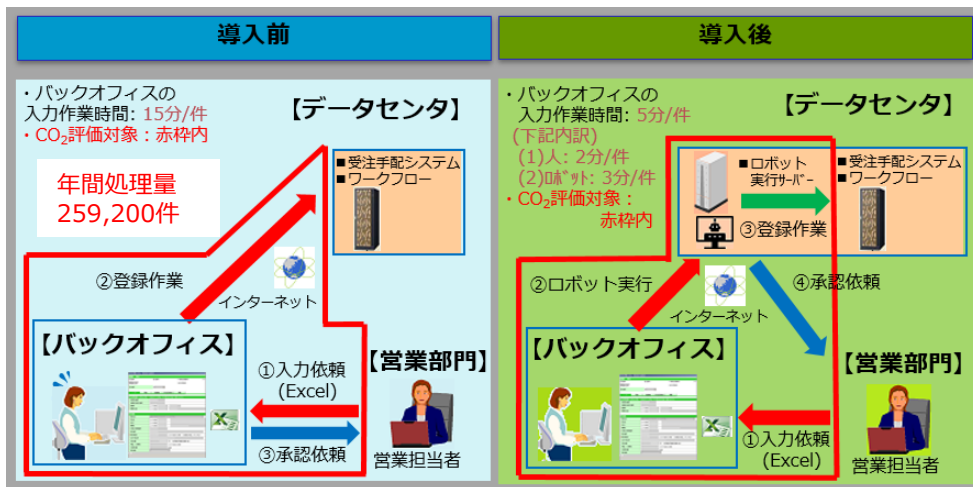 導入前
・バックオフィスの
入力作業時間: 15分/件
・CO₂評価対象：赤枠内
【データセンタ】
年間処理量
259,200件
■受注手配システム
■ワークフロー
②登録作業
インターネット
【バックオフィス】
①入力依頼
(Excel)
③承認依頼
【営業部門】
営業担当者
導入後
・バックオフィスの
入力作業時間: 5分/件
(下記内訳)
(1)人: 2分/件
(2)ﾛﾎﾞｯﾄ: 3分/件
・CO₂評価対象：
赤枠内
【データセンタ】
■ロボット
実行サーバー
■受注手配システム
■ワークフロー
③登録作業
②ロボット実行
インターネット
④承認依頼
【バックオフィス】
【営業部門】
①入力依頼
(Excel)
営業担当者